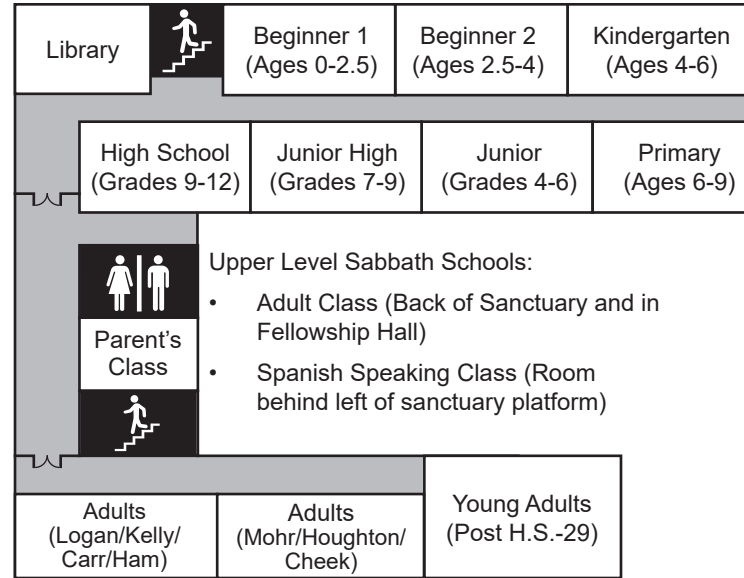 Library
Beginner 1
(Ages 0-2.5)
Beginner 2
(Ages 2.5-4)
Kindergarten
(Ages 4-6)
High School
(Grades 9-12)
Junior High
(Grades 7-9)
Junior
(Grades 4-6)
Primary
(Ages 6-9)
Upper Level Sabbath Schools:
• Adult Class (Back of Sanctuary and in
Fellowship Hall)
• Spanish Speaking Class (Room
behind left of sanctuary platform)
Parent's
Class
Adults
(Logan/Kelly/
Carr/Ham)
Adults
(Mohr/Houghton/
Cheek)
Young Adults
(Post H.S.-29)